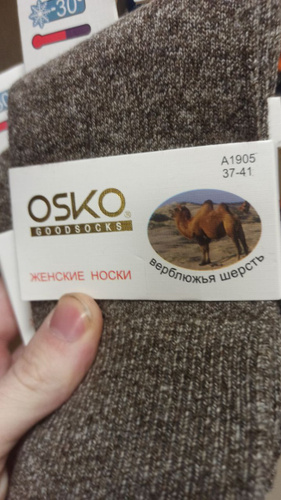 -30°
A1905
37-41
OSKO®
GOODSOCKS
ЖЕНСКИЕ НОСКИ
верблюжья шерсть